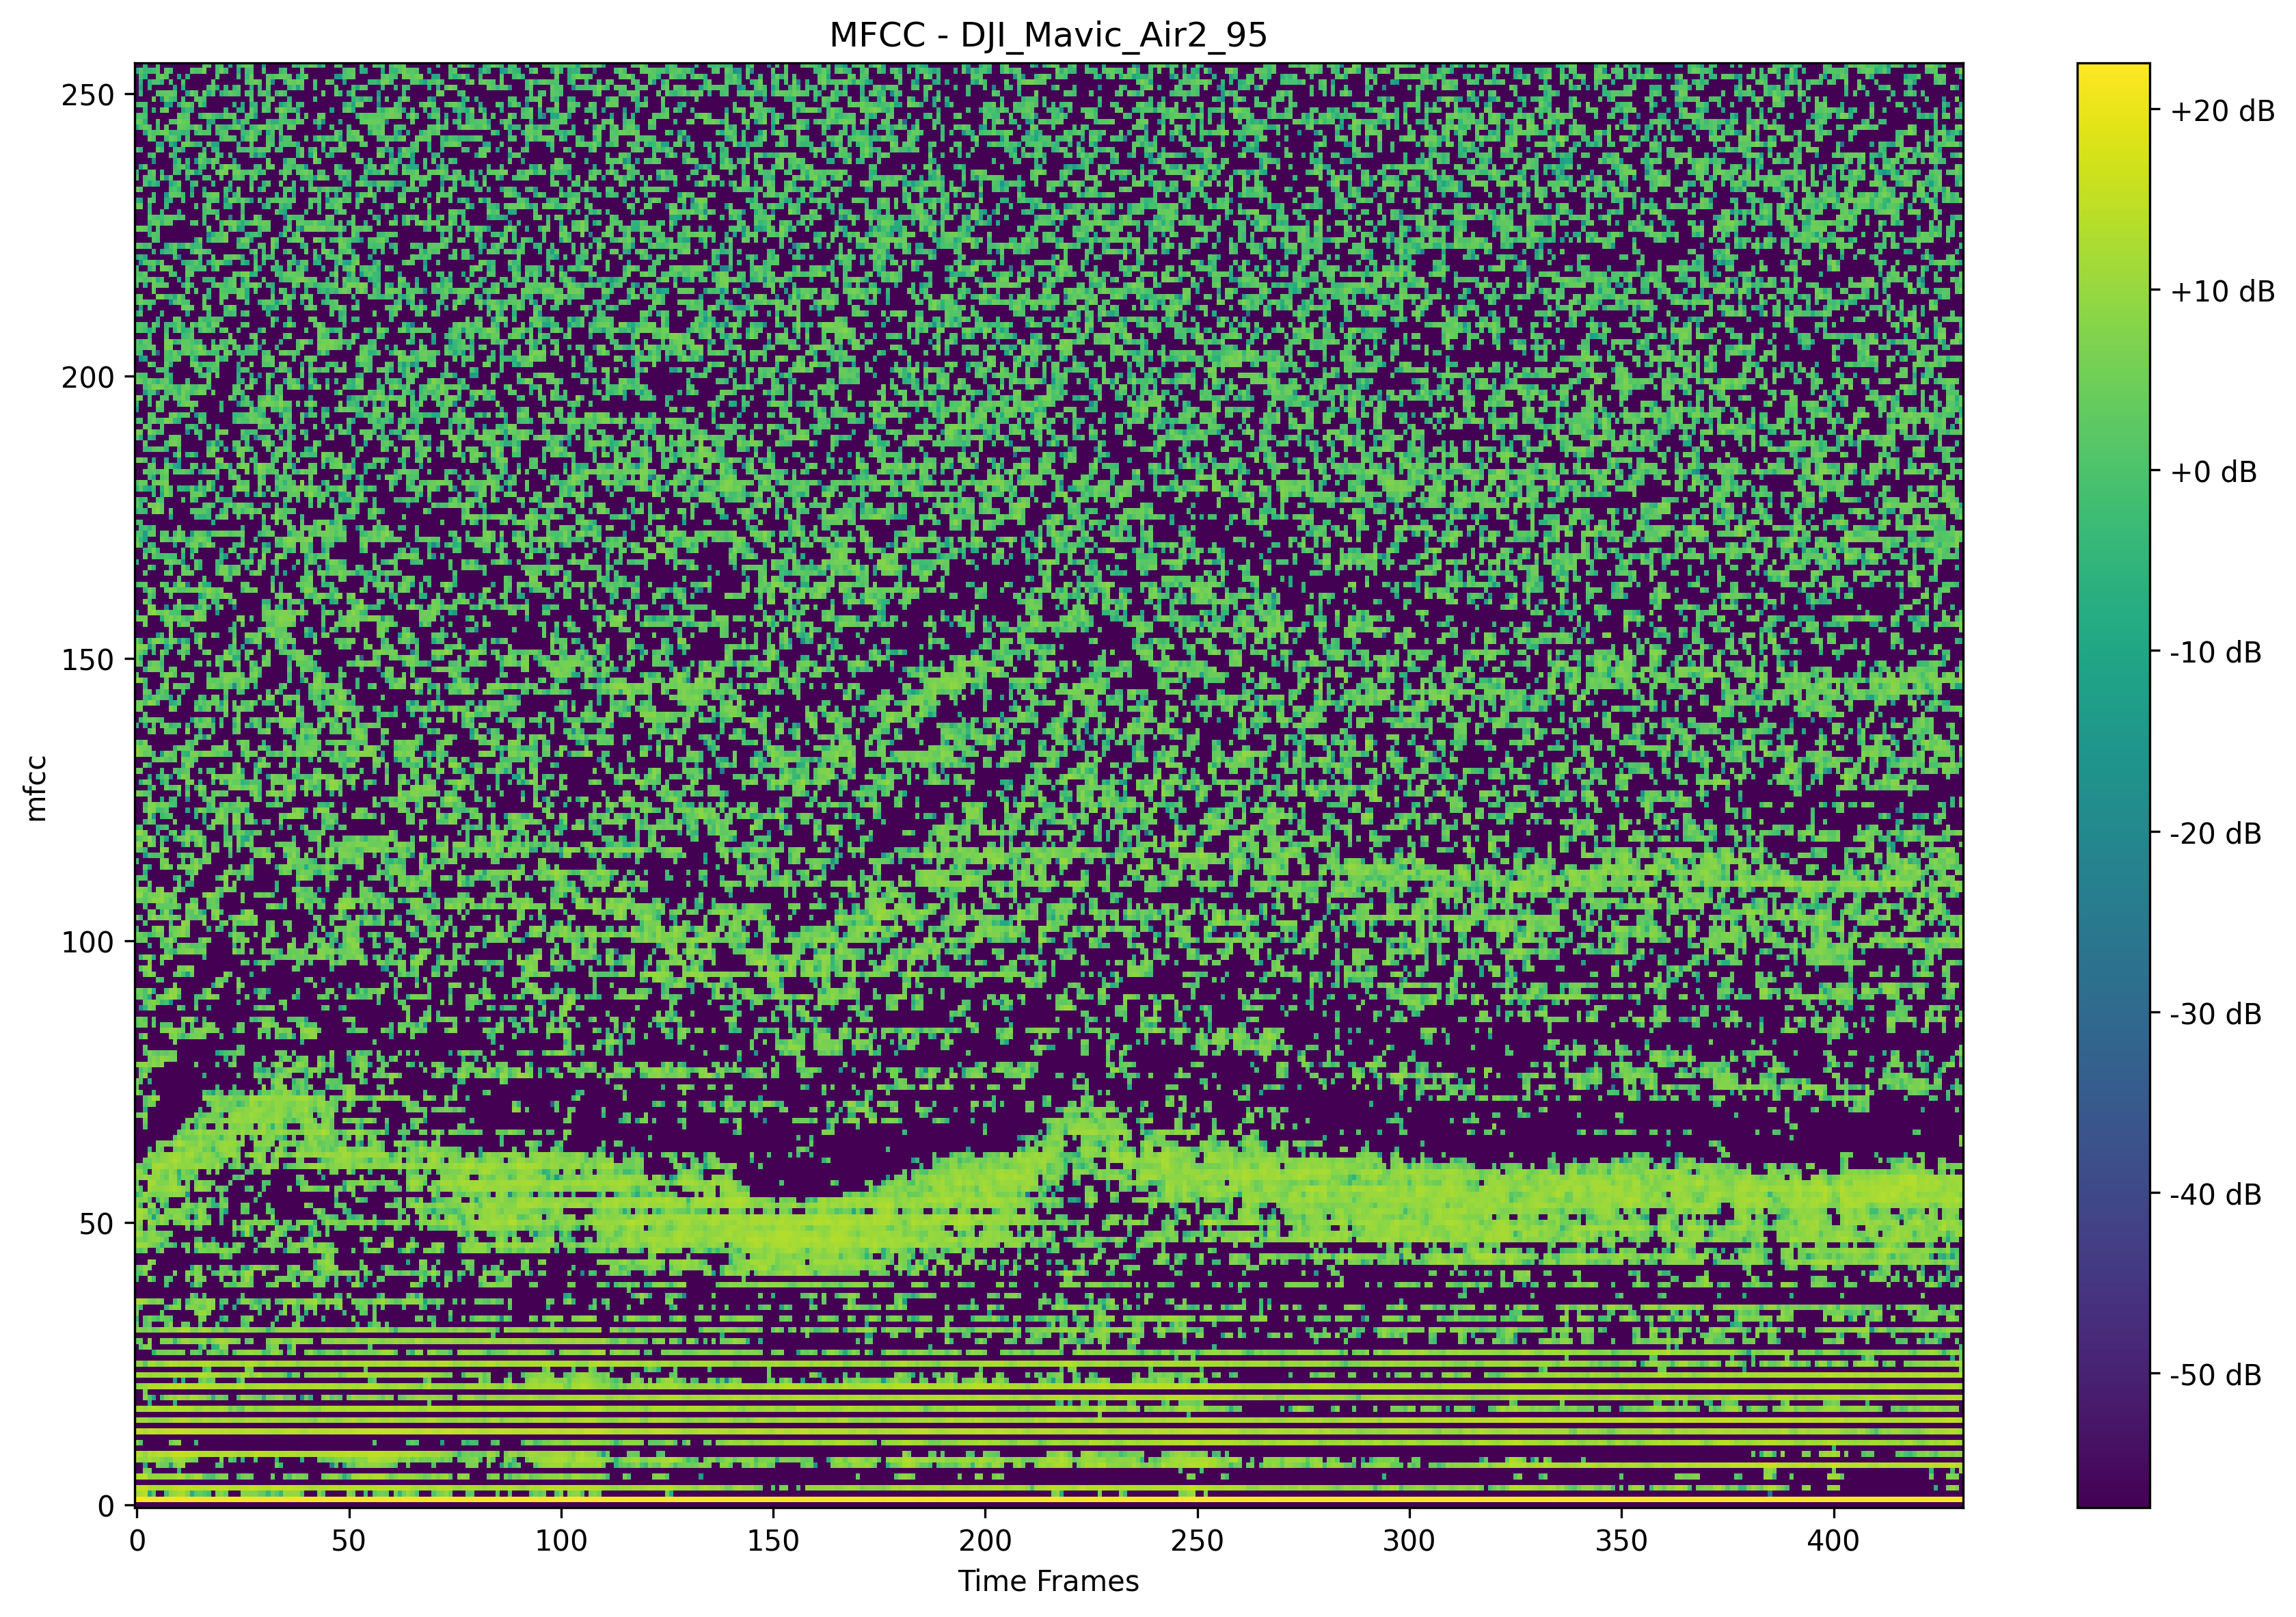 MFCC - DJI_Mavic_Air2_95
250
200
150
100
50
0
mfcc
0 50 100 150 200 250 300 350 400
Time Frames
+20 dB
+10 dB
+0 dB
-10 dB
-20 dB
-30 dB
-40 dB
-50 dB